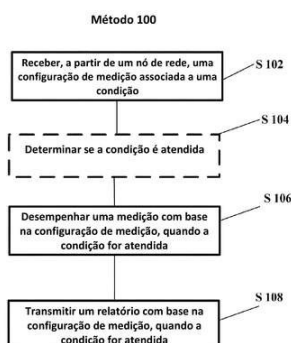 Método 100
Receber, a partir de um nó de rede, uma
configuração de medição associada a uma
condição
S 102
S 104
Determinar se a condição é atendida
S 106
Desempenhar uma medição com base
na configuração de medição, quando a
condição for atendida
S 108
Transmitir um relatório com base na
configuração de medição, quando a
condição for atendida